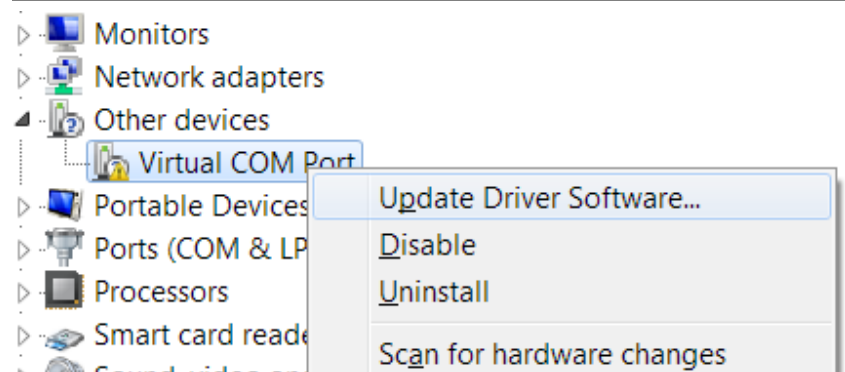 Monitors
Network adapters
Other devices
Virtual COM Port
Portable Devices
Ports (COM & LP
Processors
Smart card reade
Update Driver Software...
Disable
Uninstall
Scan for hardware changes